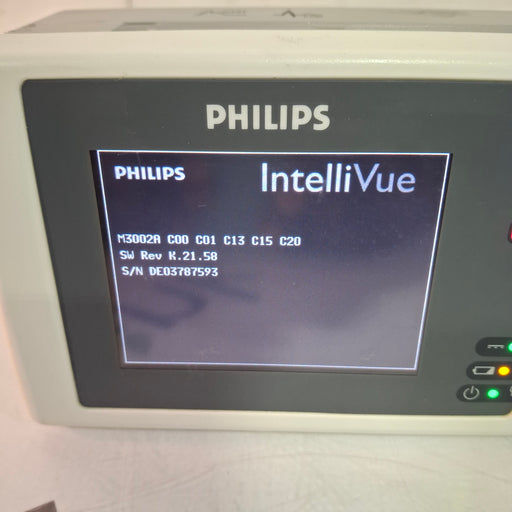 PHILIPS
PHILIPS IntelliVue
M3002A C00 C01 C13 C15 C20
SW Rev K.21.58
S/N DE03787593